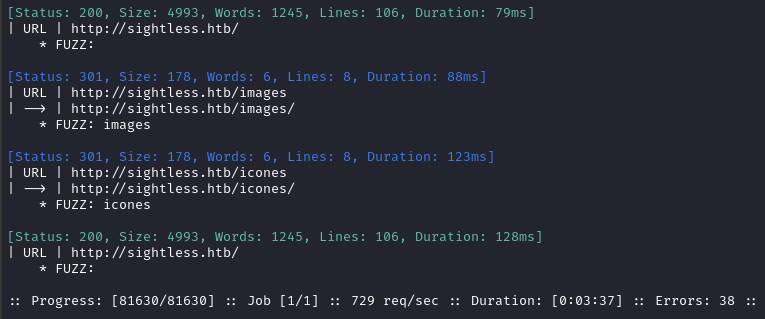 [Status: 200, Size: 4993, Words: 1245, Lines: 106, Duration: 79ms]
| URL | http://sightless.htb/
    * FUZZ:

[Status: 301, Size: 178, Words: 6, Lines: 8, Duration: 88ms]
| URL | http://sightless.htb/images
| --> | http://sightless.htb/images/
    * FUZZ: images

[Status: 301, Size: 178, Words: 6, Lines: 8, Duration: 123ms]
| URL | http://sightless.htb/icones
| --> | http://sightless.htb/icones/
    * FUZZ: icones

[Status: 200, Size: 4993, Words: 1245, Lines: 106, Duration: 128ms]
| URL | http://sightless.htb/
    * FUZZ:

:: Progress: [81630/81630] :: Job [1/1] :: 729 req/sec :: Duration: [0:03:37] :: Errors: 38 ::